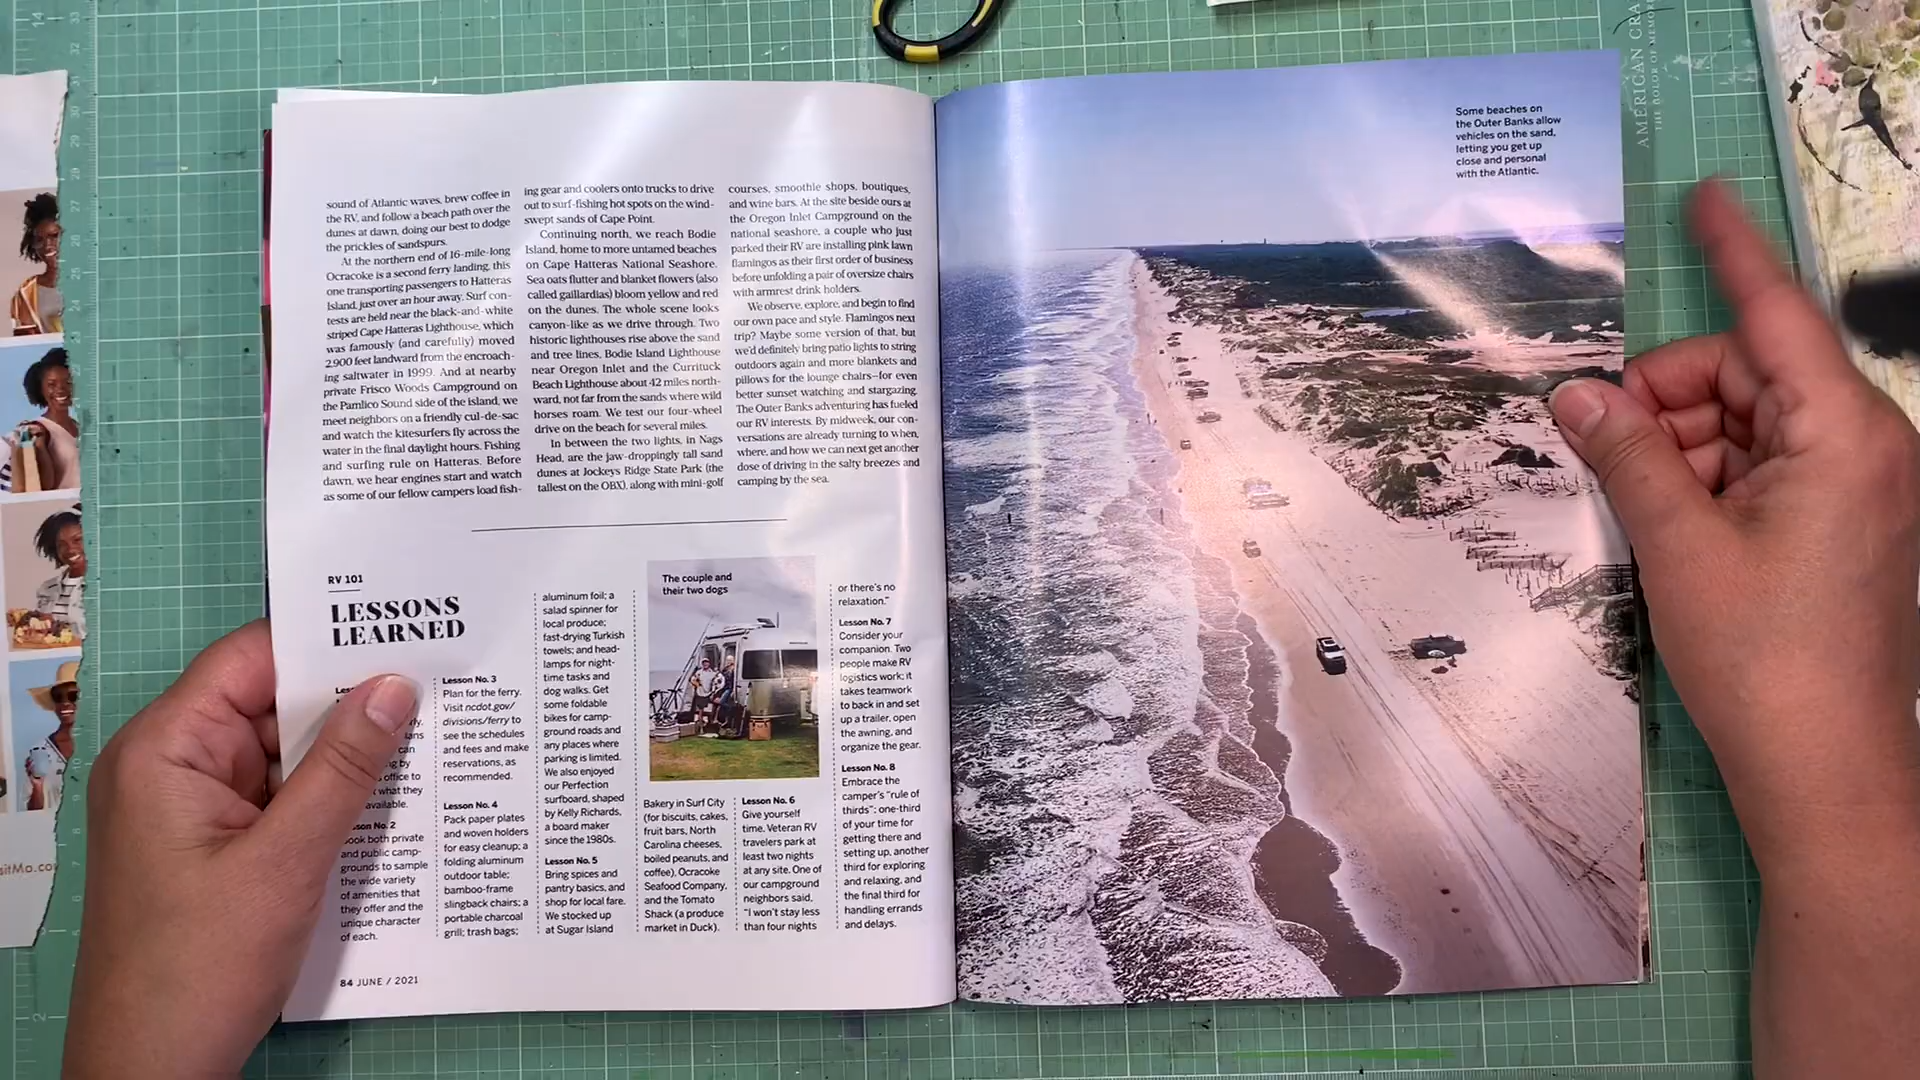 sound of Atlantic waves, brew coffee in
the RV, and follow a beach path over the
dunes at dawn, doing our best to dodge
the prickles of sandspurs.
At the northern end of 16-mile-long
Ocracoke is a second ferry landing, this
one transporting passengers to Hatteras
Island, just over an hour away. Surf con-
tests are held near the black-and-white
striped Cape Hatteras Lighthouse, which
was famously (and carefully) moved
2,900 feet landward from the encroach-
ing saltwater in 1999. And at nearby
private Frisco Woods Campground on
the Pamlico Sound side of the island, we
meet neighbors on a friendly cul-de-sac
and watch the kitesurfers fly across the
water in the final daylight hours. Fishing
and surfing rule on Hatteras. Before
dawn, we hear engines start and watch
as some of our fellow campers load fish-
ing gear and coolers onto trucks to drive
out to surf-fishing hot spots on the wind-
swept sands of Cape Point.
Continuing north, we reach Bodie
Island, home to more untamed beaches
on Cape Hatteras National Seashore.
Sea oats flutter and blanket flowers (also
called gaillardias) bloom yellow and red
on the dunes. The whole scene looks
canyon-like as we drive through. Two
historic lighthouses rise above the sand
and tree lines, Bodie Island Lighthouse
near Oregon Inlet and the Currituck
Beach Lighthouse about 42 miles north-
ward, not far from the sands where wild
horses roam. We test our four-wheel
drive on the beach for several miles.
In between the two lights, in Nags
Head, are the jaw-droppingly tall sand
dunes at Jockeys Ridge State Park (the
tallest on the OBX), along with mini-golf
courses, smoothie shops, boutiques,
and wine bars. At the site beside ours at
the Oregon Inlet Campground on the
national seashore, a couple who just
parked their RV are installing pink lawn
flamingos as their first order of business
before unfolding a pair of oversize chairs
with armrest drink holders.
We observe, explore, and begin to find
our own pace and style. Flamingos next
trip? Maybe some version of that, but
we'd definitely bring patio lights to string
outdoors again and more blankets and
pillows for the lounge chairs—for even
better sunset watching and stargazing.
The Outer Banks adventuring has fueled
our RV interests. By midweek, our con-
versations are already turning to when,
where, and how we can next get another
dose of driving in the salty breezes and
camping by the sea.
RV 101
LESSONS
LEARNED
can
office to
what they
available.
No. 2
both private
and public camp-
grounds to sample
the wide variety
of amenities that
they offer and the
unique character
of each.
Lesson No. 3
Plan for the ferry.
Visit ncdot.gov/
divisions/ferry to
see the schedules
and fees and make
reservations, as
recommended.
Lesson No. 4
Pack paper plates
and woven holders
for easy cleanup; a
folding aluminum
outdoor table;
bamboo-frame
slingback chairs; a
portable charcoal
grill; trash bags;
aluminum foil; a
salad spinner for
local produce;
fast-drying Turkish
towels; and head-
lamps for night-
time tasks and
dog walks. Get
some foldable
bikes for camp-
ground roads and
any places where
parking is limited.
We also enjoyed
our Perfection
surfboard, shaped
by Kelly Richards,
a board maker
since the 1980s.
Lesson No. 5
Bring spices and
pantry basics, and
shop for local fare.
We stocked up
at Sugar Island
The couple and
their two dogs
Bakery in Surf City
(for biscuits, cakes,
fruit bars, North
Carolina cheeses,
boiled peanuts, and
coffee), Ocracoke
Seafood Company,
and the Tomato
Shack (a produce
market in Duck).
Lesson No. 6
Give yourself
time. Veteran RV
travelers park at
least two nights
at any site. One of
our campground
neighbors said,
"I won't stay less
than four nights
or there's no
relaxation."
Lesson No. 7
Consider your
companion. Two
people make RV
logistics work; it
takes teamwork
to back in and set
up a trailer, open
the awning, and
organize the gear.
Lesson No. 8
Embrace the
camper's "rule of
thirds": one-third
of your time for
getting there and
setting up, another
third for exploring
and relaxing, and
the final third for
handling errands
and delays.
84 JUNE / 2021
Some beaches on
the Outer Banks allow
vehicles on the sand,
letting you get up
close and personal
with the Atlantic.
AMERICAN CRA